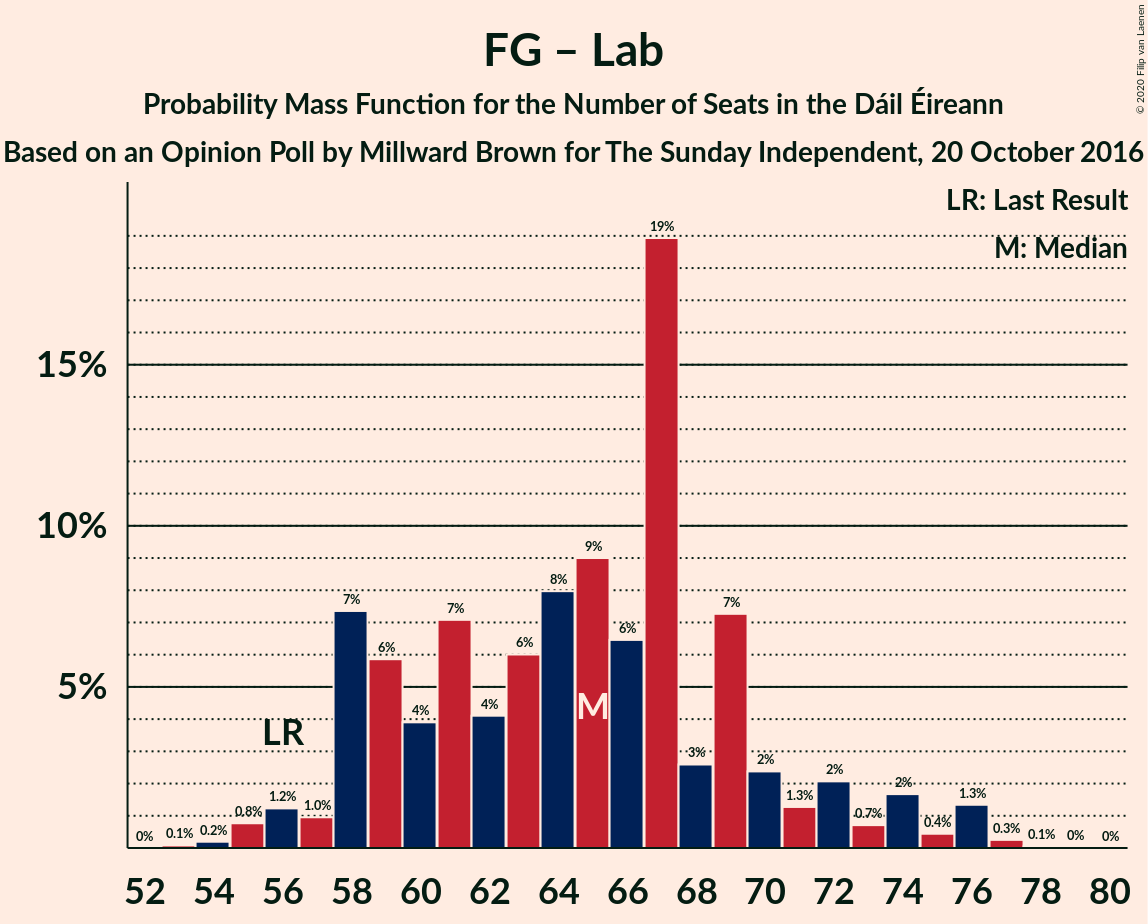 FG – Lab
Probability Mass Function for the Number of Seats in the Dáil Éireann
Based on an Opinion Poll by Millward Brown for The Sunday Independent, 20 October 2016
© 2020 Filip van Laenen
LR: Last Result
M: Median
15%
10%
5%
0% 0.1% 0.2% 0.8% 1.2% 1.0% 7% 6% 4% 7% 4% 6% 8% 9% 6% 19% 3% 7% 2% 1.3% 2% 0.7% 2% 0.4% 1.3% 0.3% 0.1% 0% 0%
LR
M
52 54 56 58 60 62 64 66 68 70 72 74 76 78 80